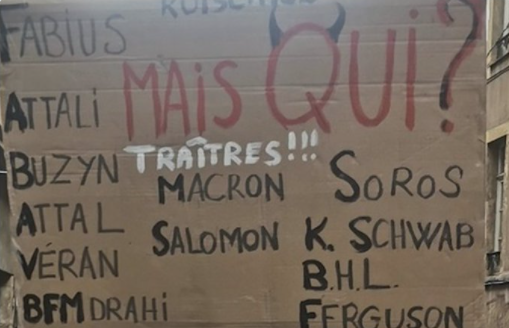 FABIUS
MAIS QUI?
ATTALI
TRAÎTRES!!!
BUZYN
MACRON
SOROS
ATTAL
SALOMON
K. SCHWAB
VÉRAN
B.H.L.
BFM DRAHI
FERGUSON